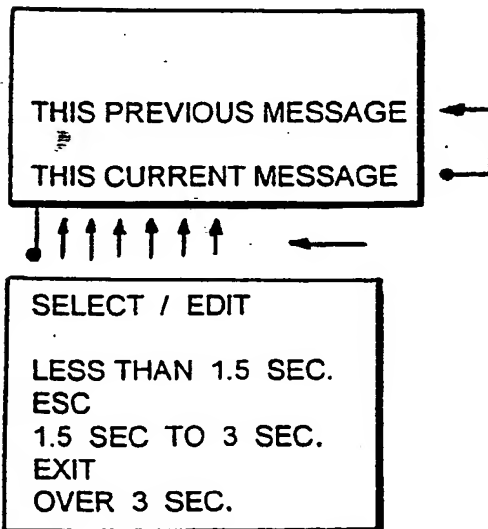 THIS PREVIOUS MESSAGE
THIS CURRENT MESSAGE
SELECT / EDIT
LESS THAN 1.5 SEC.
ESC
1.5 SEC TO 3 SEC.
EXIT
OVER 3 SEC.